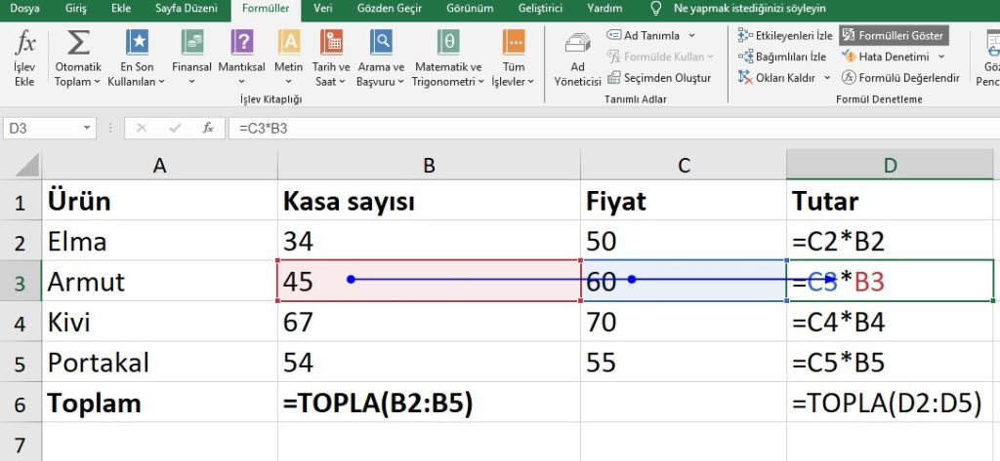 Dosya Giriş Ekle Sayfa Düzeni Formüller Veri Gözden Geçir Görünüm Geliştirici Yardım Ne yapmak istediğinizi söyleyin
fx Σ ? A θ
İşlev Ekle
Otomatik Toplam
En Son Kullanılan
Finansal
Mantıksal
Metin
Tarih ve Saat
Arama ve Başvuru
Matematik ve Trigonometri
Tüm İşlevler
İşlev Kitaplığı
Ad Yöneticisi
Ad Tanımla
Formülde Kullan
Seçimden Oluştur
Tanımlı Adlar
Etkileyenleri İzle
Bağımlıları İzle
Okları Kaldır
Formülleri Göster
Hata Denetimi
Formülü Değerlendir
Formül Denetleme
D3 fx =C3*B3
A B C D
1 Ürün Kasa sayısı Fiyat Tutar
2 Elma 34 50 =C2*B2
3 Armut 45 60 =C3*B3
4 Kivi 67 70 =C4*B4
5 Portakal 54 55 =C5*B5
6 Toplam =TOPLA(B2:B5) =TOPLA(D2:D5)
7